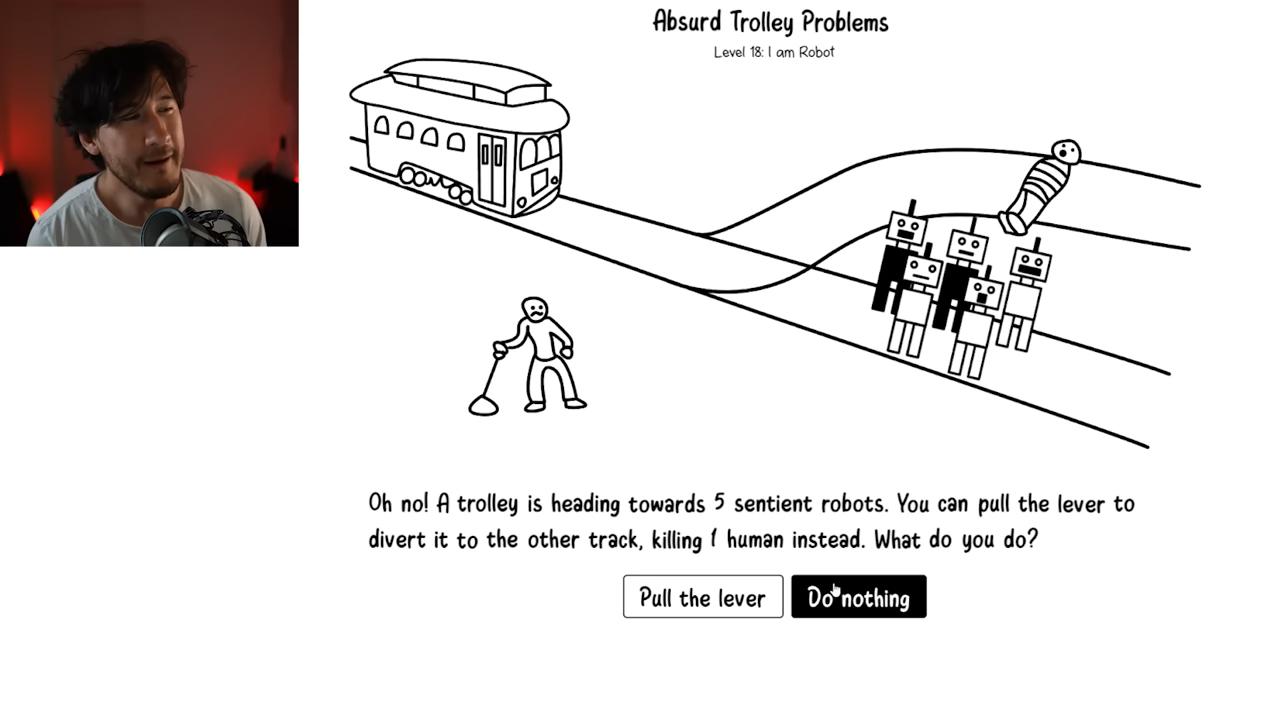 Absurd Trolley Problems
Level 18: I am Robot
Oh no! A trolley is heading towards 5 sentient robots. You can pull the lever to
divert it to the other track, killing 1 human instead. What do you do?
Pull the lever
Do nothing